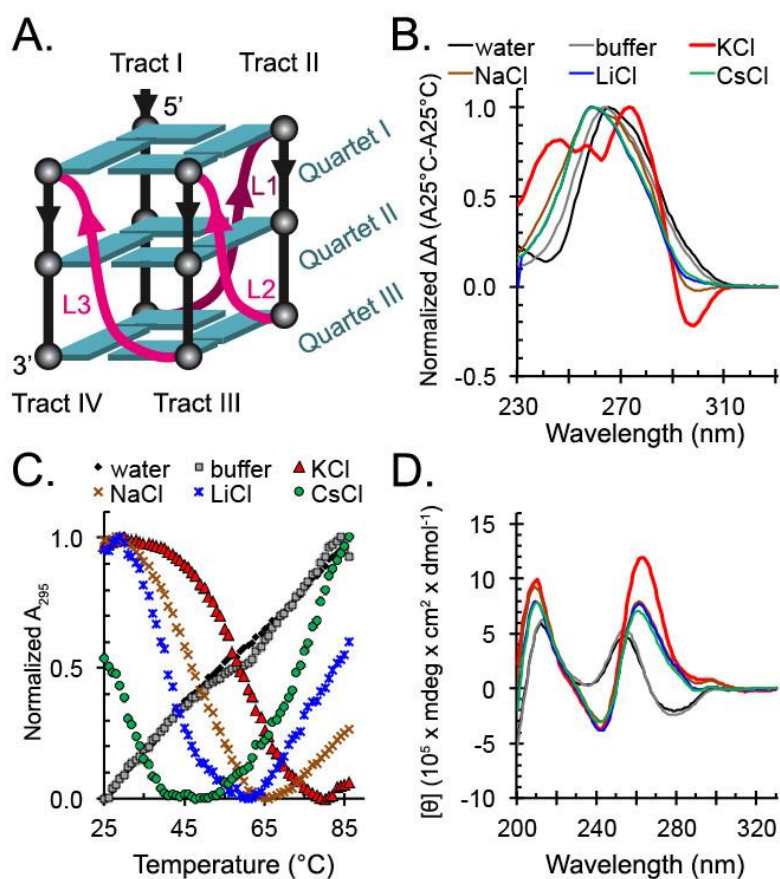 A.
Tract I
Tract II
5'
Quartet I
L1
Quartet II
L3
L2
Quartet III
3'
Tract IV
Tract III
B.
water
buffer
KCl
NaCl
LiCl
CsCl
Normalized ΔA (A25°C-A25°C)
1.0
0.5
0.0
-0.5
230
270
310
Wavelength (nm)
C.
water
buffer
KCl
NaCl
LiCl
CsCl
Normalized A₂₉₅
1.0
0.5
0.0
25
45
65
85
Temperature (°C)
D.
[θ] (10⁵ x mdeg x cm² x dmol⁻¹)
15
10
5
0
-5
-10
200
240
280
320
Wavelength (nm)